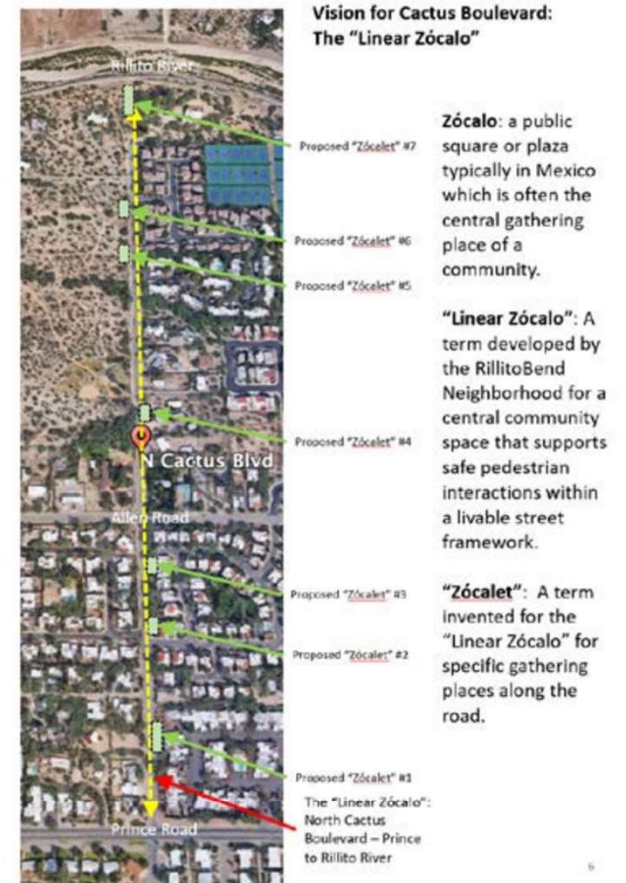 Vision for Cactus Boulevard:
The “Linear Zócalo”
Rillito River
Proposed “Zócalet” #7
Proposed “Zócalet” #6
Proposed “Zócalet” #5
Proposed “Zócalet” #4
N Cactus Blvd
Allen Road
Proposed “Zócalet” #3
Proposed “Zócalet” #2
Proposed “Zócalet” #1
The “Linear Zócalo”:
North Cactus
Boulevard – Prince
to Rillito River
Prince Road
Zócalo: a public
square or plaza
typically in Mexico
which is often the
central gathering
place of a
community.
“Linear Zócalo”: A
term developed by
the RillitoBend
Neighborhood for a
central community
space that supports
safe pedestrian
interactions within
a livable street
framework.
“Zócalet”: A term
invented for the
“Linear Zócalo” for
specific gathering
places along the
road.
6